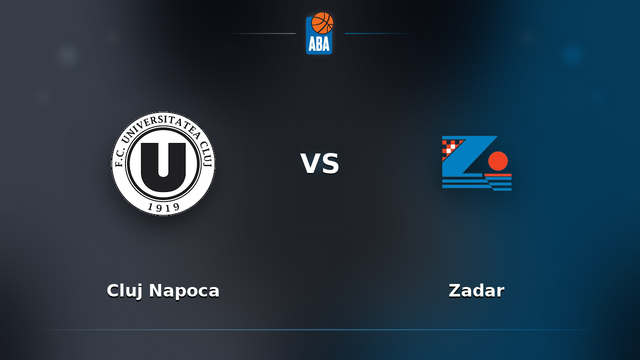 ABA
F.C. UNIVERSITATEA CLUJ
U
1919
VS
Z
Cluj Napoca
Zadar